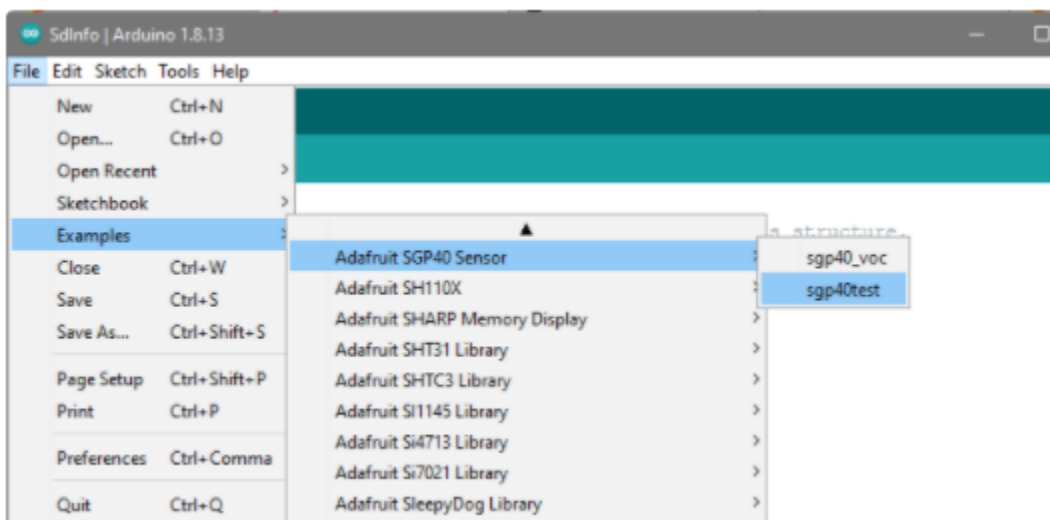 SdInfo | Arduino 1.8.13
File Edit Sketch Tools Help
New Ctrl+N
Open... Ctrl+O
Open Recent
Sketchbook
Examples
Close Ctrl+W
Save Ctrl+S
Save As... Ctrl+Shift+S
Page Setup Ctrl+Shift+P
Print Ctrl+P
Preferences Ctrl+Comma
Quit Ctrl+Q
Adafruit SGP40 Sensor
Adafruit SH110X
Adafruit SHARP Memory Display
Adafruit SHT31 Library
Adafruit SHTC3 Library
Adafruit SI1145 Library
Adafruit Si4713 Library
Adafruit Si7021 Library
Adafruit SleepyDog Library
s structure.
sgp40_voc
sgp40test